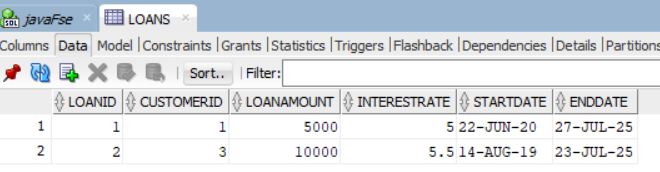 SQL javaFse × LOANS ×
Columns Data Model Constraints Grants Statistics Triggers Flashback Dependencies Details Partitions
Sort.. Filter:
LOANID CUSTOMERID LOANAMOUNT INTERESTRATE STARTDATE ENDDATE
1 1 1 5000 5 22-JUN-20 27-JUL-25
2 2 3 10000 5.5 14-AUG-19 23-JUL-25